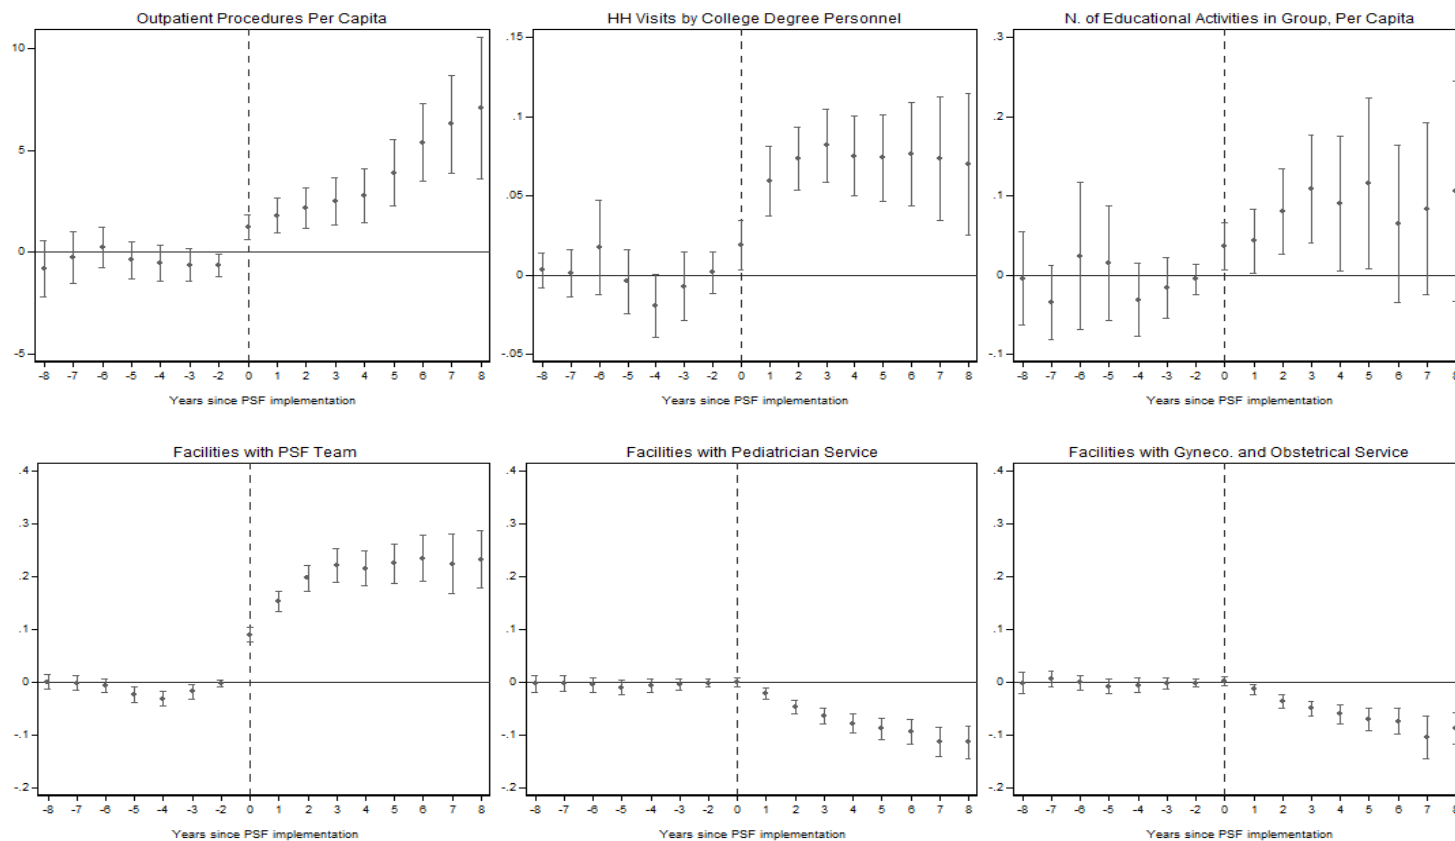 Outpatient Procedures Per Capita
10
5
0
-5
-8 -7 -6 -5 -4 -3 -2 0 1 2 3 4 5 6 7 8
Years since PSF implementation
HH Visits by College Degree Personnel
.15
.1
.05
0
-.05
-8 -7 -6 -5 -4 -3 -2 0 1 2 3 4 5 6 7 8
Years since PSF implementation
N. of Educational Activities in Group, Per Capita
.3
.2
.1
0
-.1
-8 -7 -6 -5 -4 -3 -2 0 1 2 3 4 5 6 7 8
Years since PSF implementation
Facilities with PSF Team
.4
.3
.2
.1
0
-.1
-.2
-8 -7 -6 -5 -4 -3 -2 0 1 2 3 4 5 6 7 8
Years since PSF implementation
Facilities with Pediatrician Service
.4
.3
.2
.1
0
-.1
-.2
-8 -7 -6 -5 -4 -3 -2 0 1 2 3 4 5 6 7 8
Years since PSF implementation
Facilities with Gyneco. and Obstetrical Service
.4
.3
.2
.1
0
-.1
-.2
-8 -7 -6 -5 -4 -3 -2 0 1 2 3 4 5 6 7 8
Years since PSF implementation